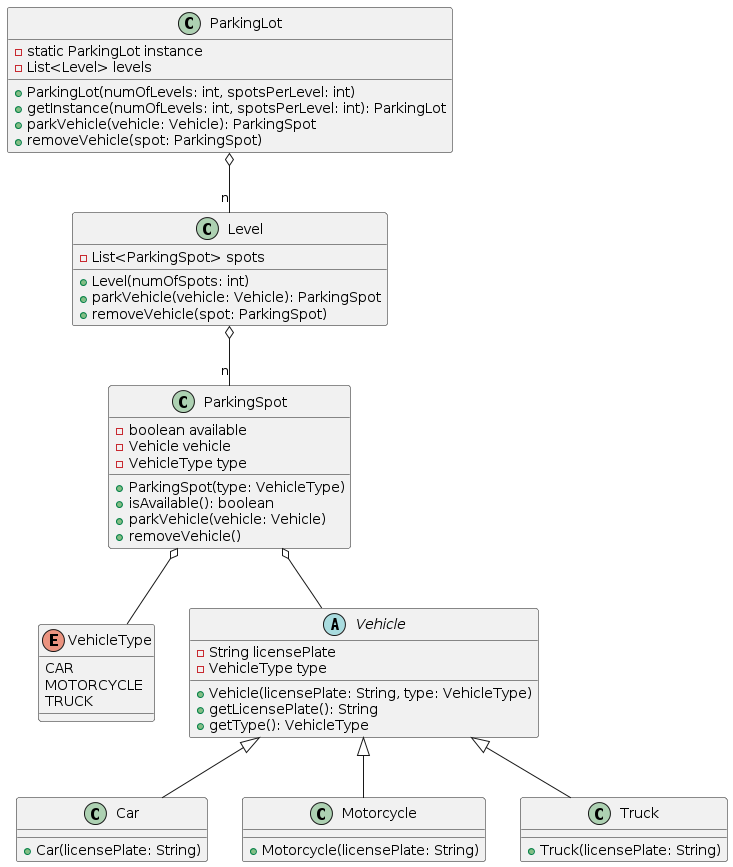 C ParkingLot
static ParkingLot instance
List<Level> levels
ParkingLot(numOfLevels: int, spotsPerLevel: int)
getInstance(numOfLevels: int, spotsPerLevel: int): ParkingLot
parkVehicle(vehicle: Vehicle): ParkingSpot
removeVehicle(spot: ParkingSpot)
n
C Level
List<ParkingSpot> spots
Level(numOfSpots: int)
parkVehicle(vehicle: Vehicle): ParkingSpot
removeVehicle(spot: ParkingSpot)
n
C ParkingSpot
boolean available
Vehicle vehicle
VehicleType type
ParkingSpot(type: VehicleType)
isAvailable(): boolean
parkVehicle(vehicle: Vehicle)
removeVehicle()
E VehicleType
CAR
MOTORCYCLE
TRUCK
A Vehicle
String licensePlate
VehicleType type
Vehicle(licensePlate: String, type: VehicleType)
getLicensePlate(): String
getType(): VehicleType
C Car
Car(licensePlate: String)
C Motorcycle
Motorcycle(licensePlate: String)
C Truck
Truck(licensePlate: String)